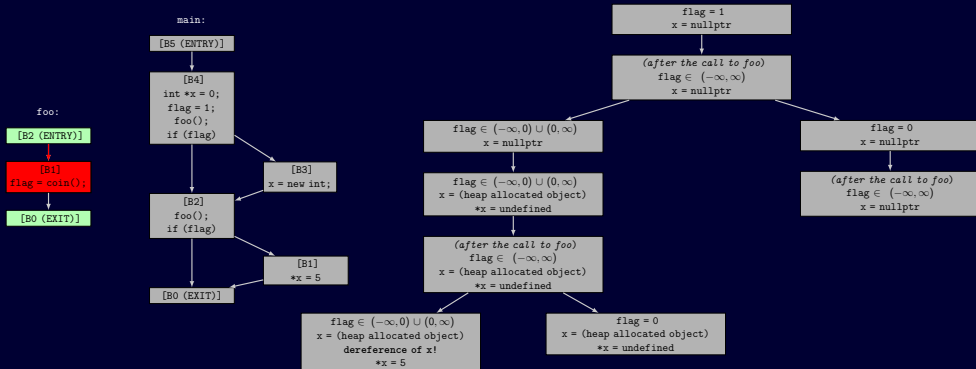 foo:
[B2 (ENTRY)]
[B1]
flag = coin();
[B0 (EXIT)]
main:
[B5 (ENTRY)]
[B4]
int *x = 0;
flag = 1;
foo();
if (flag)
[B3]
x = new int;
[B2]
foo();
if (flag)
[B1]
*x = 5
[B0 (EXIT)]
flag = 1
x = nullptr
(after the call to foo)
flag ∈ (−∞, ∞)
x = nullptr
flag ∈ (−∞, 0) ∪ (0, ∞)
x = nullptr
flag = 0
x = nullptr
flag ∈ (−∞, 0) ∪ (0, ∞)
x = (heap allocated object)
*x = undefined
(after the call to foo)
flag ∈ (−∞, ∞)
x = nullptr
(after the call to foo)
flag ∈ (−∞, ∞)
x = (heap allocated object)
*x = undefined
flag ∈ (−∞, 0) ∪ (0, ∞)
x = (heap allocated object)
dereference of x!
*x = 5
flag = 0
x = (heap allocated object)
*x = undefined